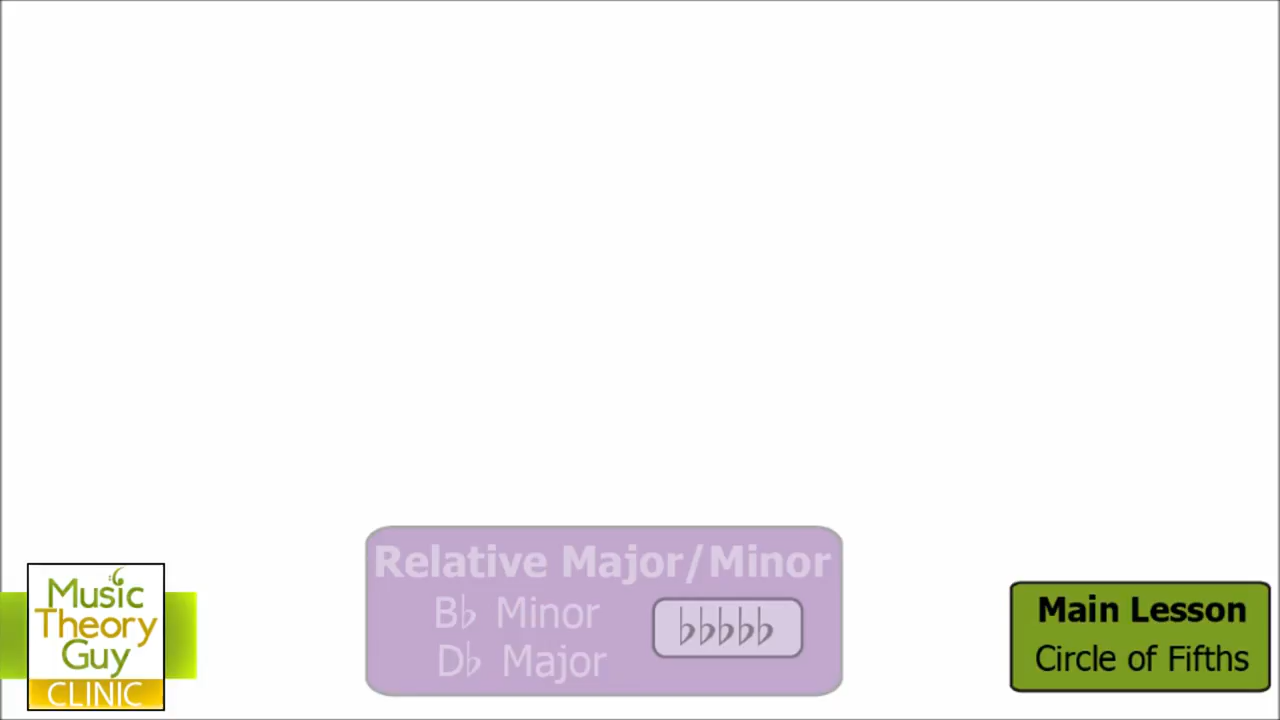 Relative Major/Minor
B♭ Minor
D♭ Major
♭♭♭♭♭
Music
Theory
Guy
CLINIC
Main Lesson
Circle of Fifths